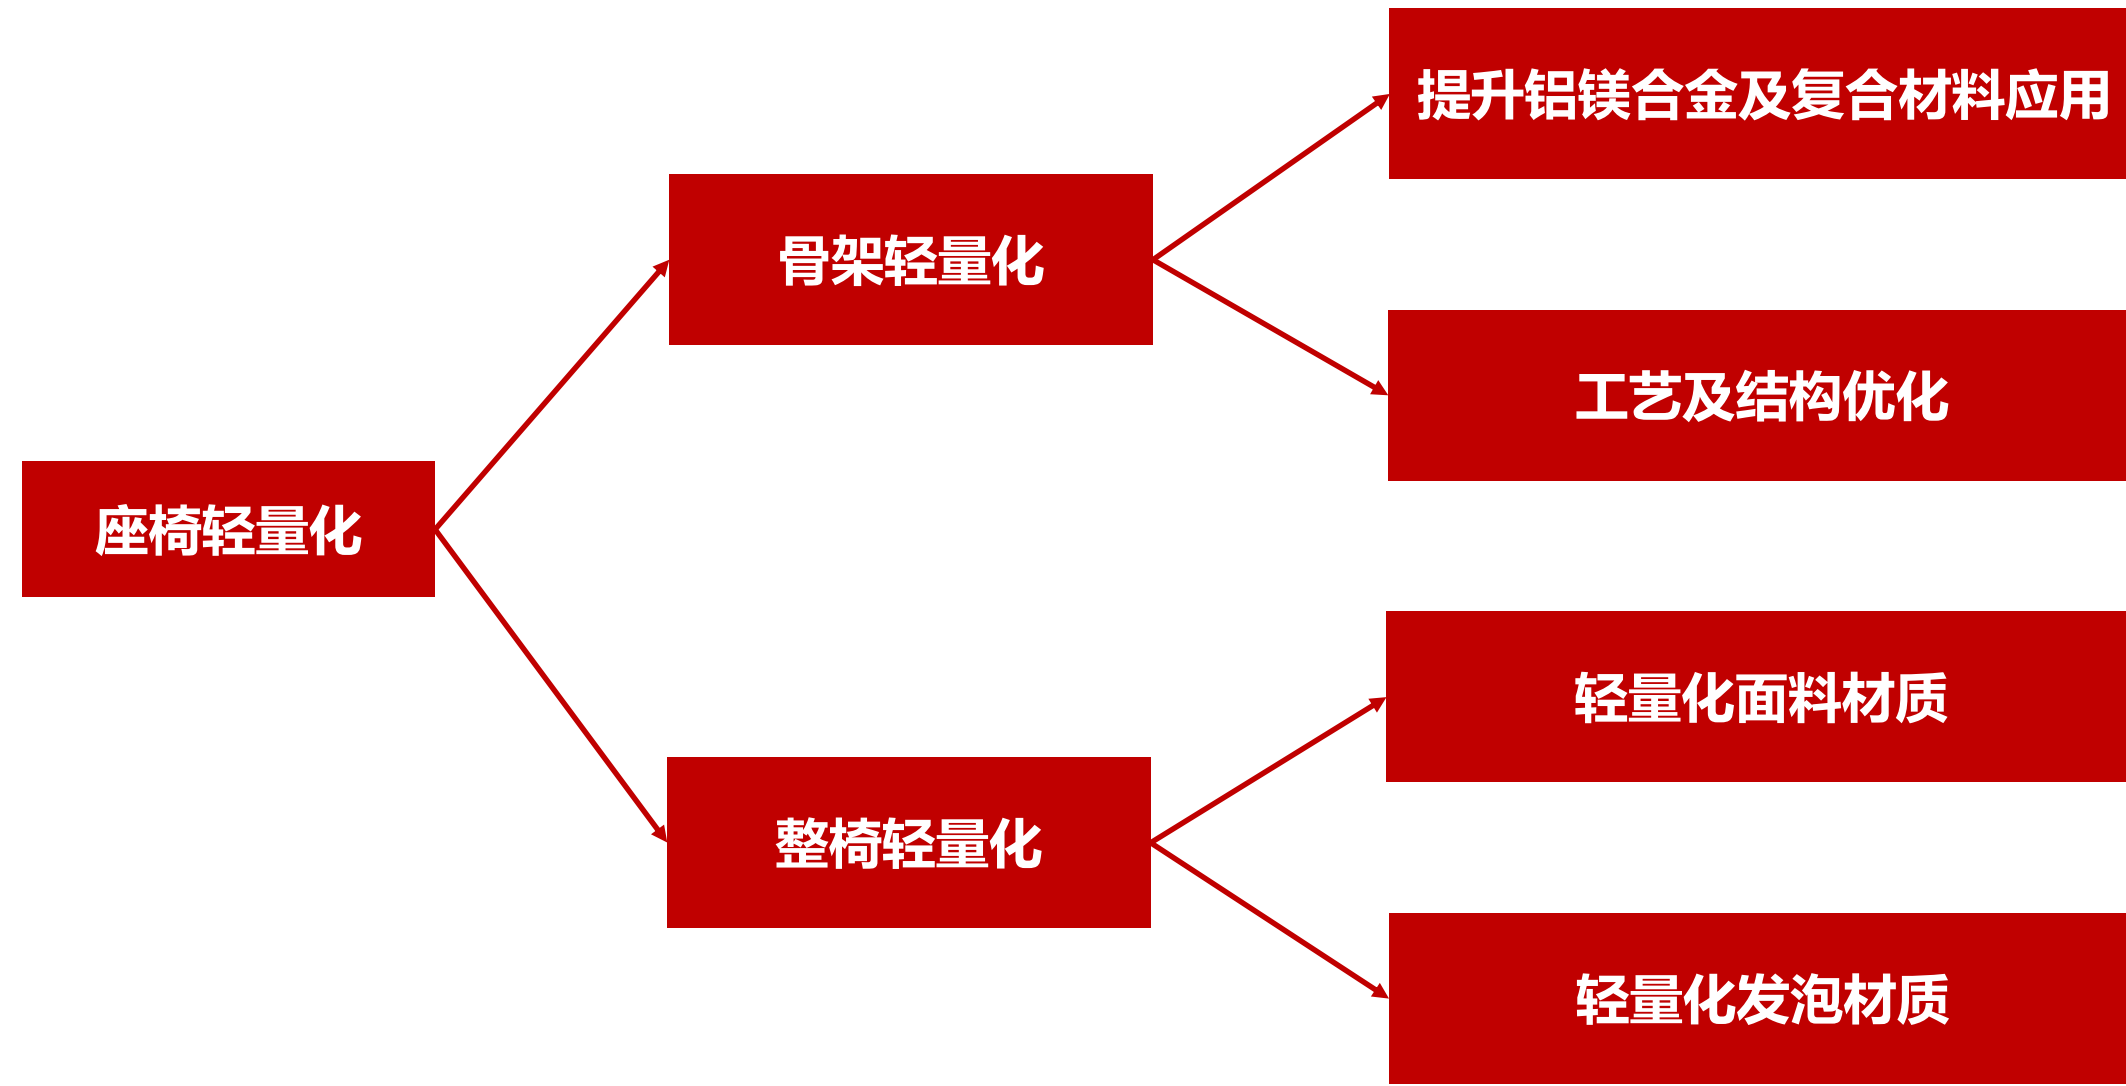 提升铝镁合金及复合材料应用
骨架轻量化
工艺及结构优化
座椅轻量化
轻量化面料材质
整椅轻量化
轻量化发泡材质